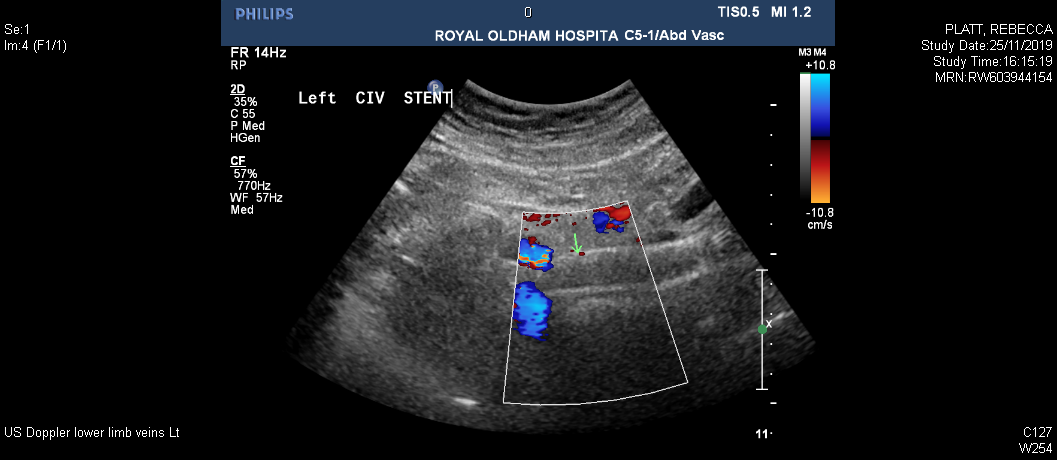 PHILIPS
0
TIS0.5 MI 1.2
ROYAL OLDHAM HOSPITA C5-1/Abd Vasc
Se:1
Im:4 (F1/1)
PLATT, REBECCA
Study Date:25/11/2019
Study Time:16:15:19
MRN:RW603944154
FR 14Hz
RP
2D
35%
C 55
P Med
HGen
CF
57%
770Hz
WF 57Hz
Med
P
Left CIV STENT
M3 M4
+10.8
-10.8
cm/s
x
11
US Doppler lower limb veins Lt
C127
W254